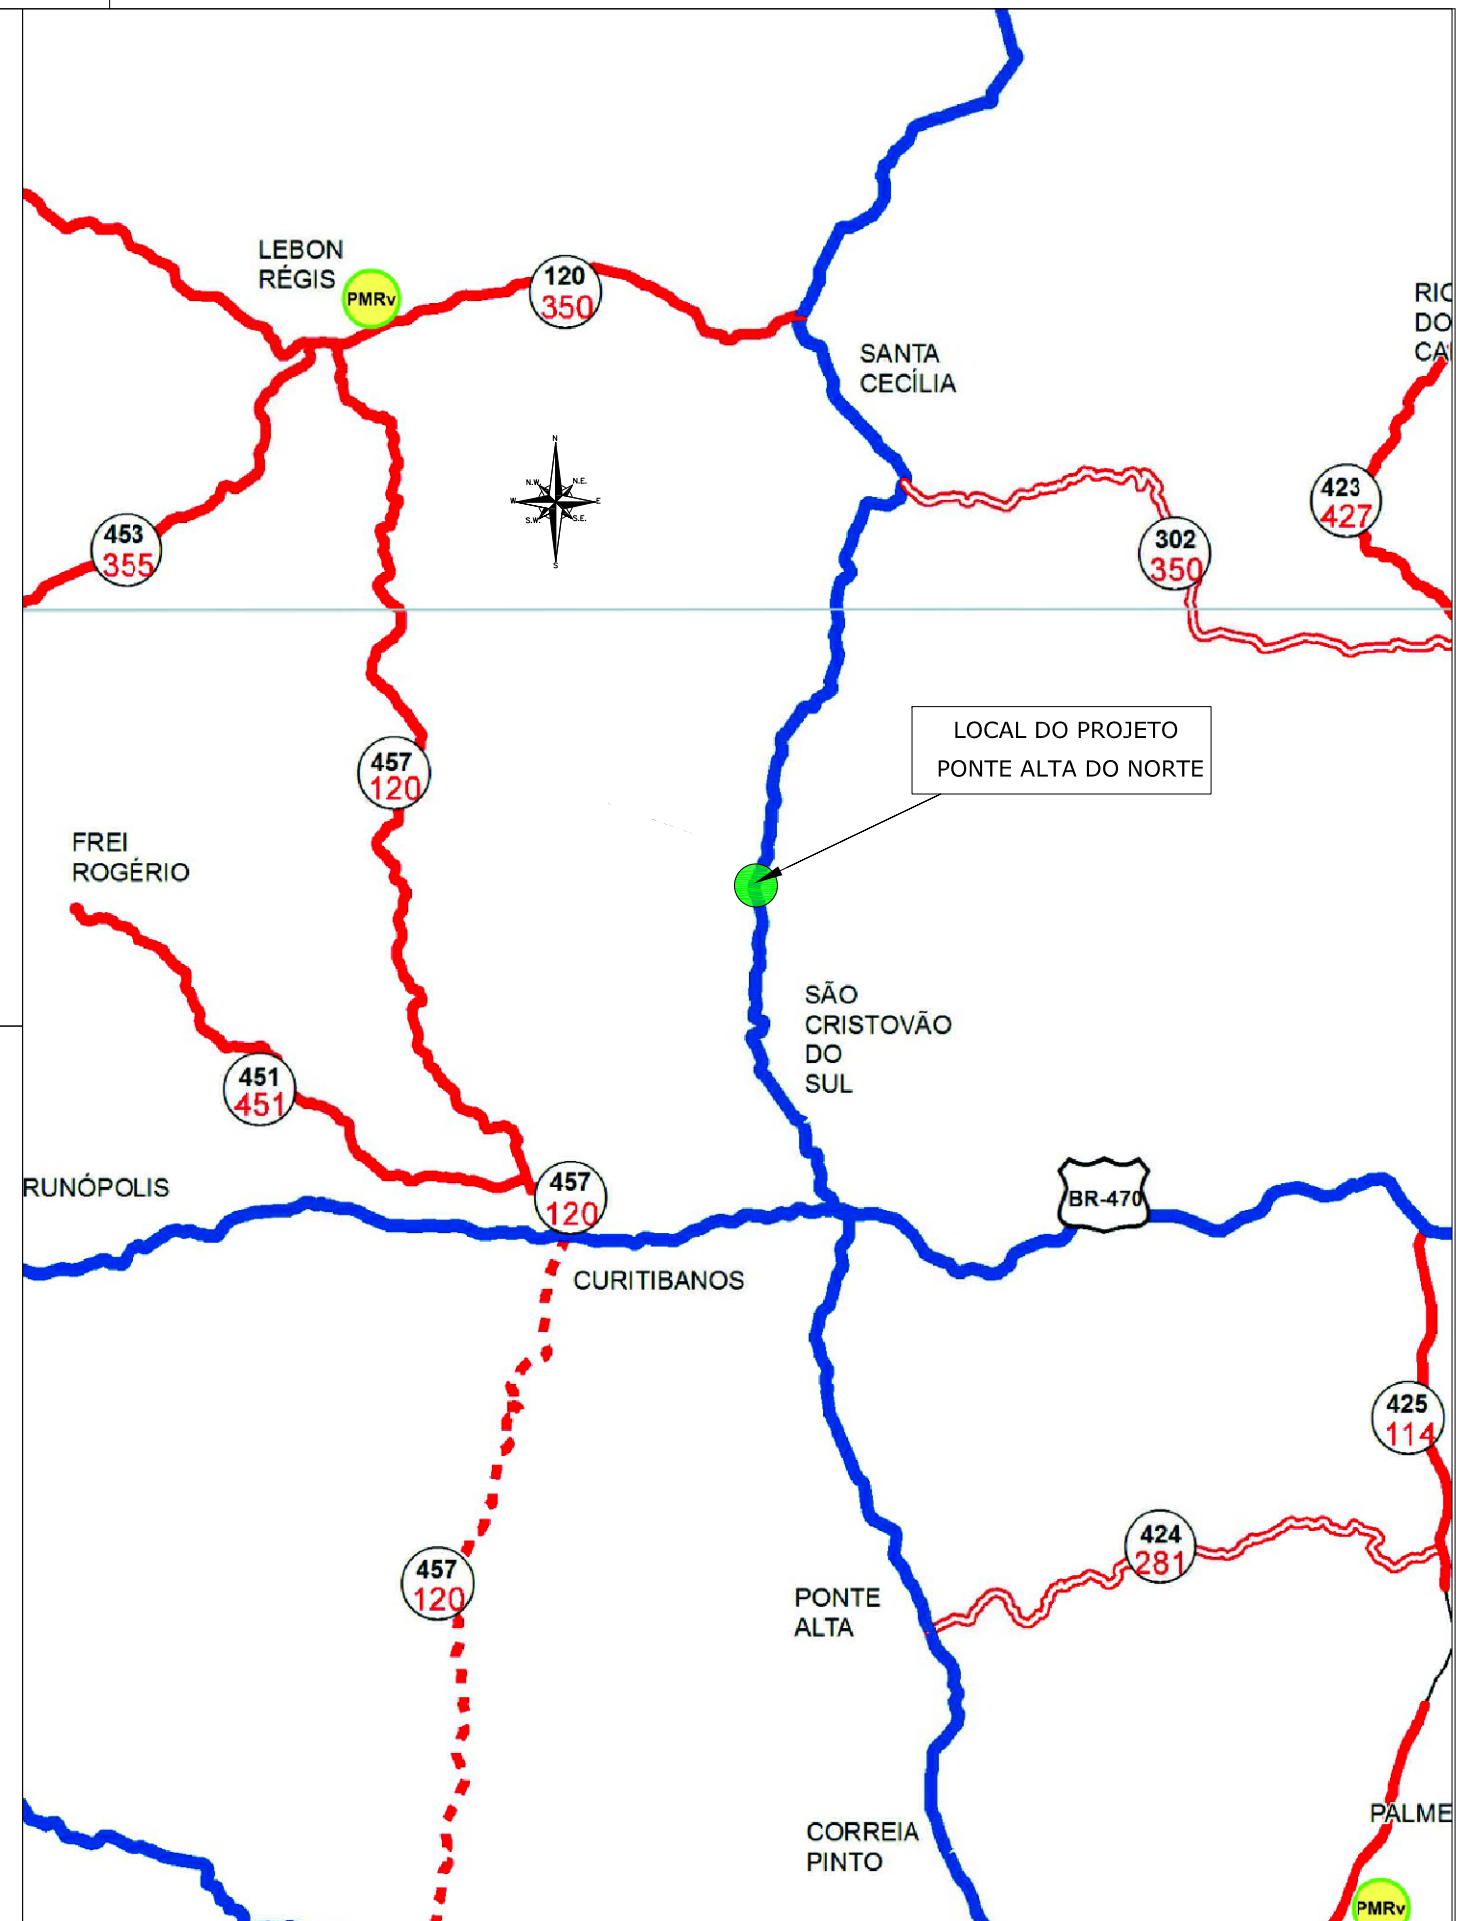 LEBON
RÉGIS
PMRv
120
350
SANTA
CECÍLIA
RIO
DO
CA
N
N.W.
N.E.
W
E
S.W.
S.E.
S
453
355
423
427
302
350
LOCAL DO PROJETO
PONTE ALTA DO NORTE
457
120
FREI
ROGÉRIO
SÃO
CRISTOVÃO
DO
SUL
451
451
RUNÓPOLIS
457
120
BR-470
CURITIBANOS
425
114
424
281
457
120
PONTE
ALTA
PALME
CORREIA
PINTO
PMRv